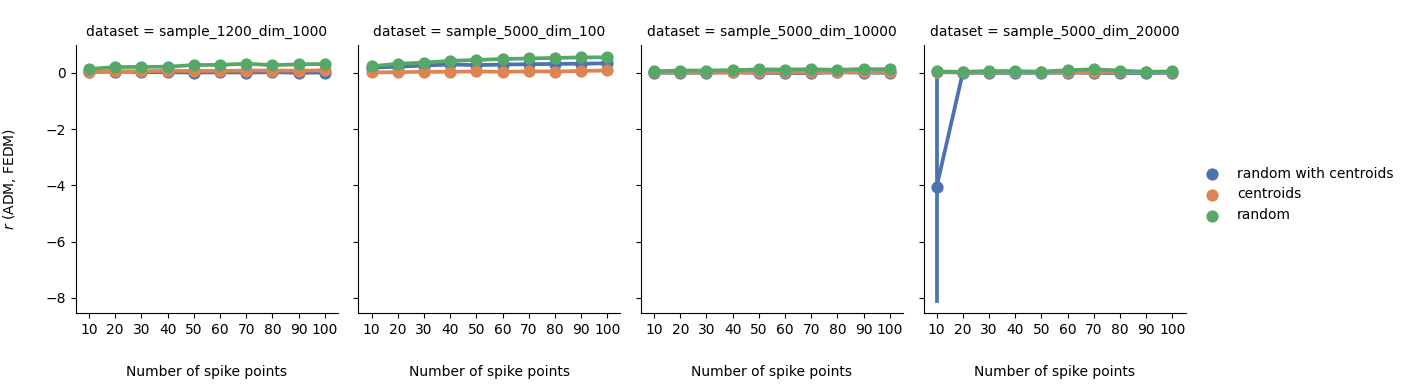 dataset = sample_1200_dim_1000
dataset = sample_5000_dim_100
dataset = sample_5000_dim_10000
dataset = sample_5000_dim_20000
r (ADM, FEDM)
0
−2
−4
−6
−8
10 20 30 40 50 60 70 80 90 100
10 20 30 40 50 60 70 80 90 100
10 20 30 40 50 60 70 80 90 100
10 20 30 40 50 60 70 80 90 100
Number of spike points
Number of spike points
Number of spike points
Number of spike points
random with centroids
centroids
random